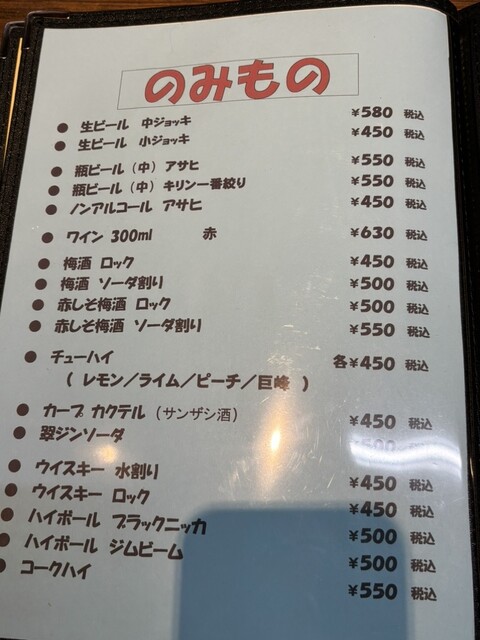 のみもの
● 生ビール 中ジョッキ ¥580 税込
● 生ビール 小ジョッキ ¥450 税込
● 瓶ビール（中）アサヒ ¥550 税込
● 瓶ビール（中）キリン一番絞り ¥550 税込
● ノンアルコール アサヒ ¥450 税込
● ワイン 300ml 赤 ¥630 税込
● 梅酒 ロック ¥450 税込
● 梅酒 ソーダ割り ¥500 税込
● 赤しそ梅酒 ロック ¥500 税込
● 赤しそ梅酒 ソーダ割り ¥550 税込
● チューハイ 各¥450 税込
（ レモン／ライム／ピーチ／巨峰 ）
● カープ カクテル（サンザシ酒） ¥450 税込
● 翠ジンソーダ ¥500 税込
● ウイスキー 水割り ¥450 税込
● ウイスキー ロック ¥450 税込
● ハイボール ブラックニッカ ¥500 税込
● ハイボール ジムビーム ¥500 税込
● コークハイ ¥550 税込